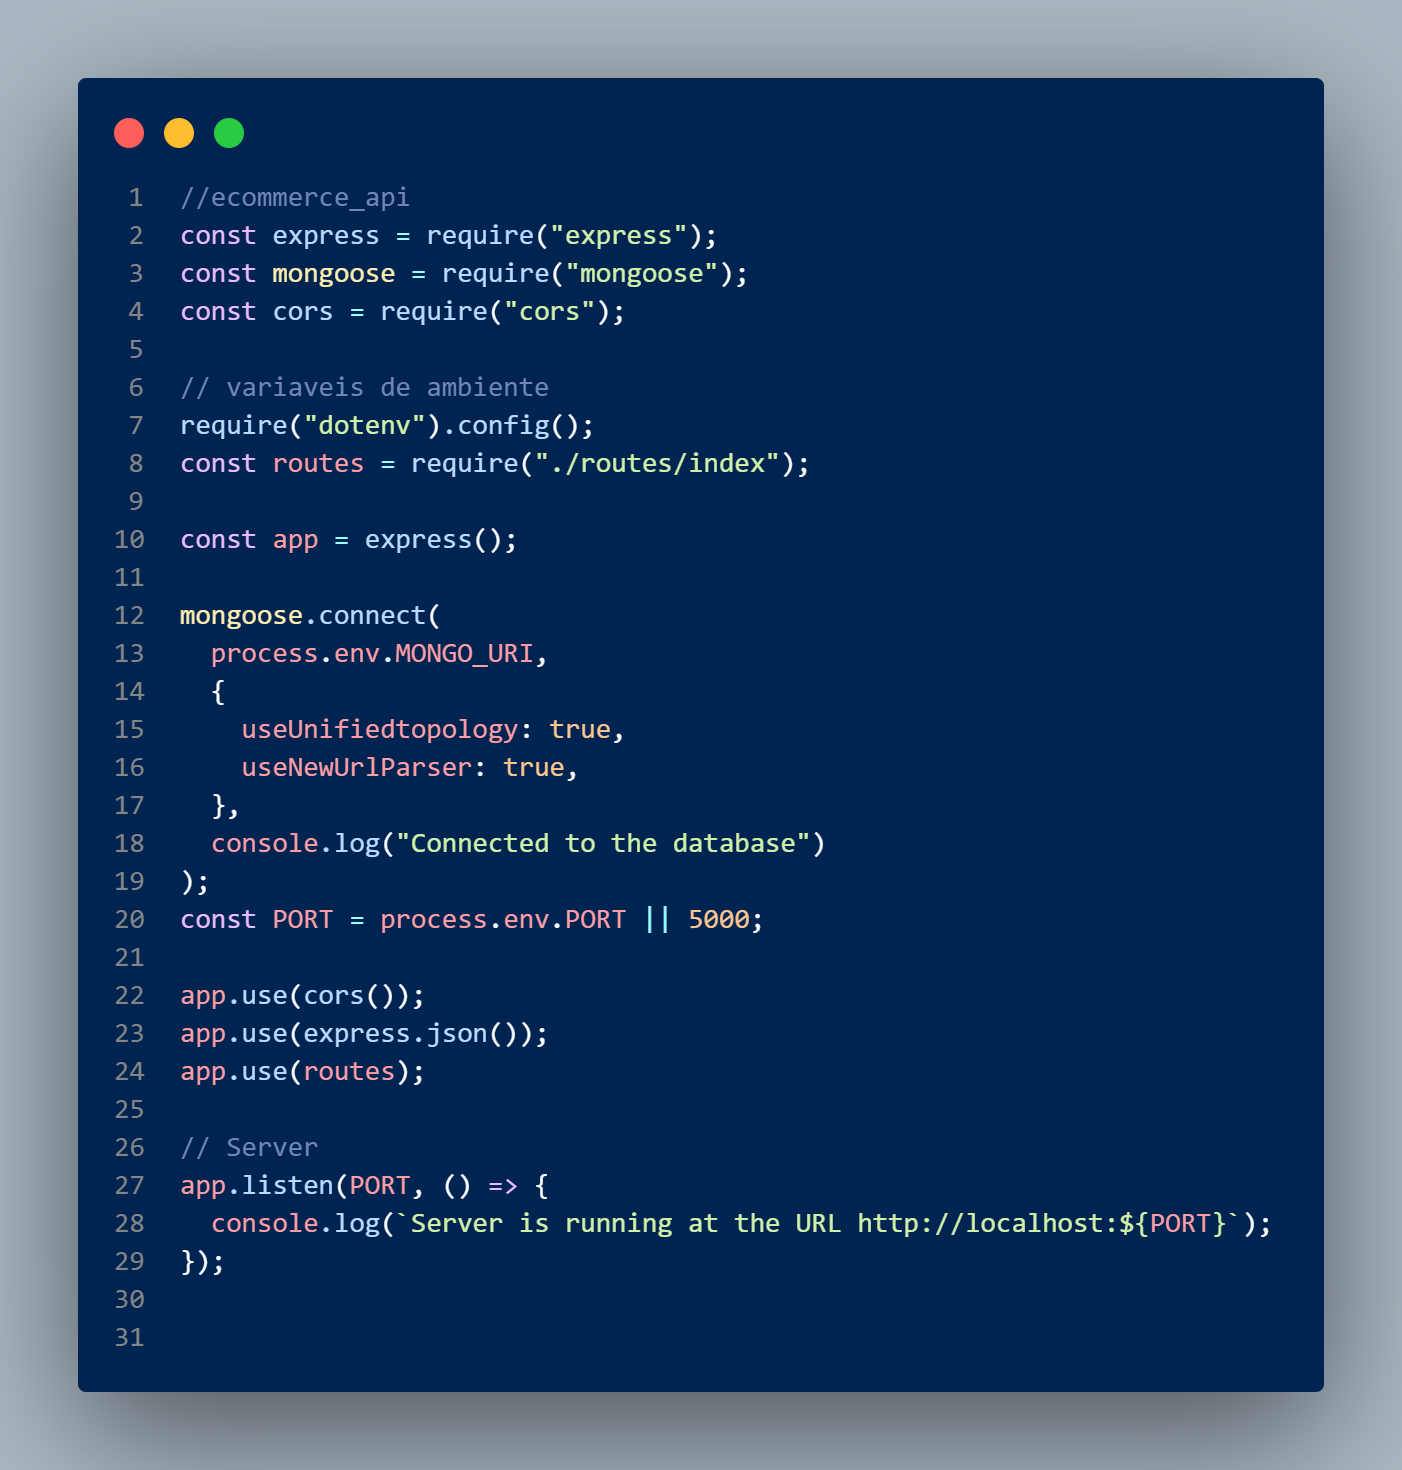 1 //ecommerce_api
2 const express = require("express");
3 const mongoose = require("mongoose");
4 const cors = require("cors");
5
6 // variaveis de ambiente
7 require("dotenv").config();
8 const routes = require("./routes/index");
9
10 const app = express();
11
12 mongoose.connect(
13   process.env.MONGO_URI,
14   {
15     useUnifiedtopology: true,
16     useNewUrlParser: true,
17   },
18   console.log("Connected to the database")
19 );
20 const PORT = process.env.PORT || 5000;
21
22 app.use(cors());
23 app.use(express.json());
24 app.use(routes);
25
26 // Server
27 app.listen(PORT, () => {
28   console.log(`Server is running at the URL http://localhost:${PORT}`);
29 });
30
31